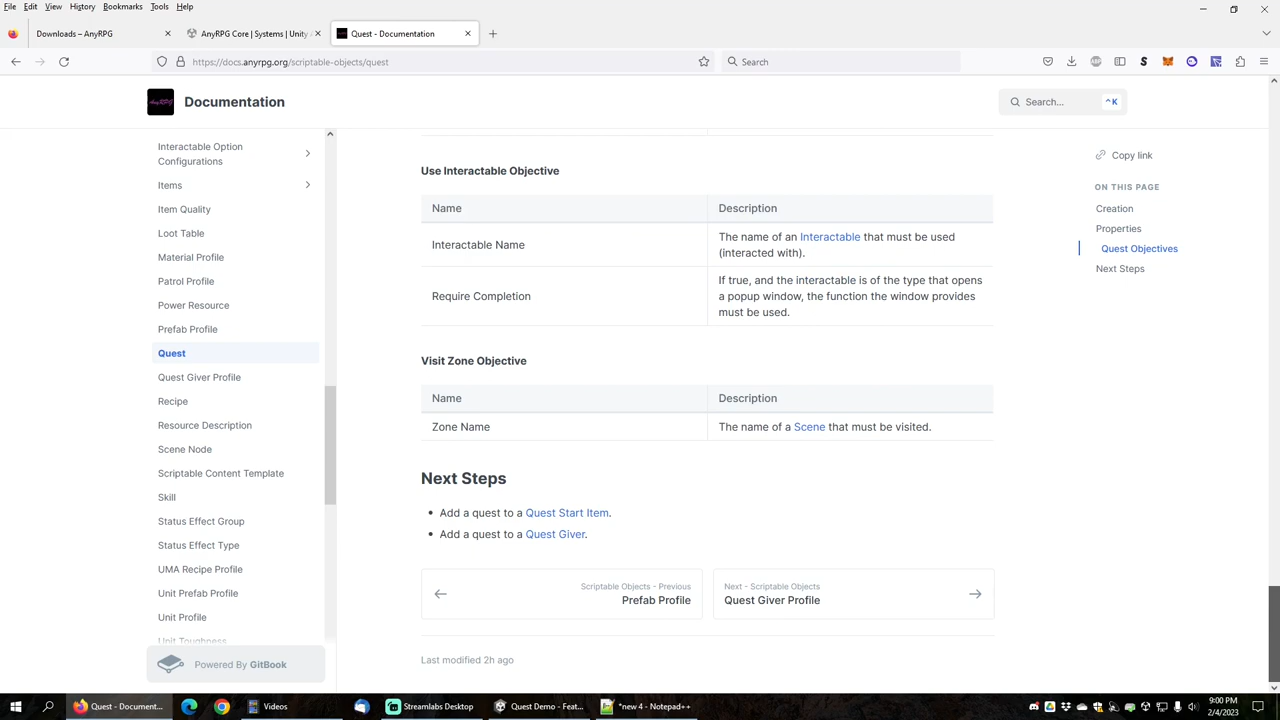 File Edit View History Bookmarks Tools Help
Downloads – AnyRPG
AnyRPG Core | Systems | Unity
Quest - Documentation
https://docs.anyrpg.org/scriptable-objects/quest
Search
Documentation
Search... ^K
Interactable Option
Configurations
Items
Item Quality
Loot Table
Material Profile
Patrol Profile
Power Resource
Prefab Profile
Quest
Quest Giver Profile
Recipe
Resource Description
Scene Node
Scriptable Content Template
Skill
Status Effect Group
Status Effect Type
UMA Recipe Profile
Unit Prefab Profile
Unit Profile
Unit Toughness
Powered By GitBook
Use Interactable Objective
Name Description
Interactable Name
The name of an Interactable that must be used
(interacted with).
Require Completion
If true, and the interactable is of the type that opens
a popup window, the function the window provides
must be used.
Visit Zone Objective
Name Description
Zone Name The name of a Scene that must be visited.
Next Steps
• Add a quest to a Quest Start Item.
• Add a quest to a Quest Giver.
Scriptable Objects - Previous
Prefab Profile
Next - Scriptable Objects
Quest Giver Profile
Last modified 2h ago
Copy link
ON THIS PAGE
Creation
Properties
Quest Objectives
Next Steps
Quest - Document...
Videos
Streamlabs Desktop
Quest Demo - Feat...
*new 4 - Notepad++
9:00 PM
2/4/2023